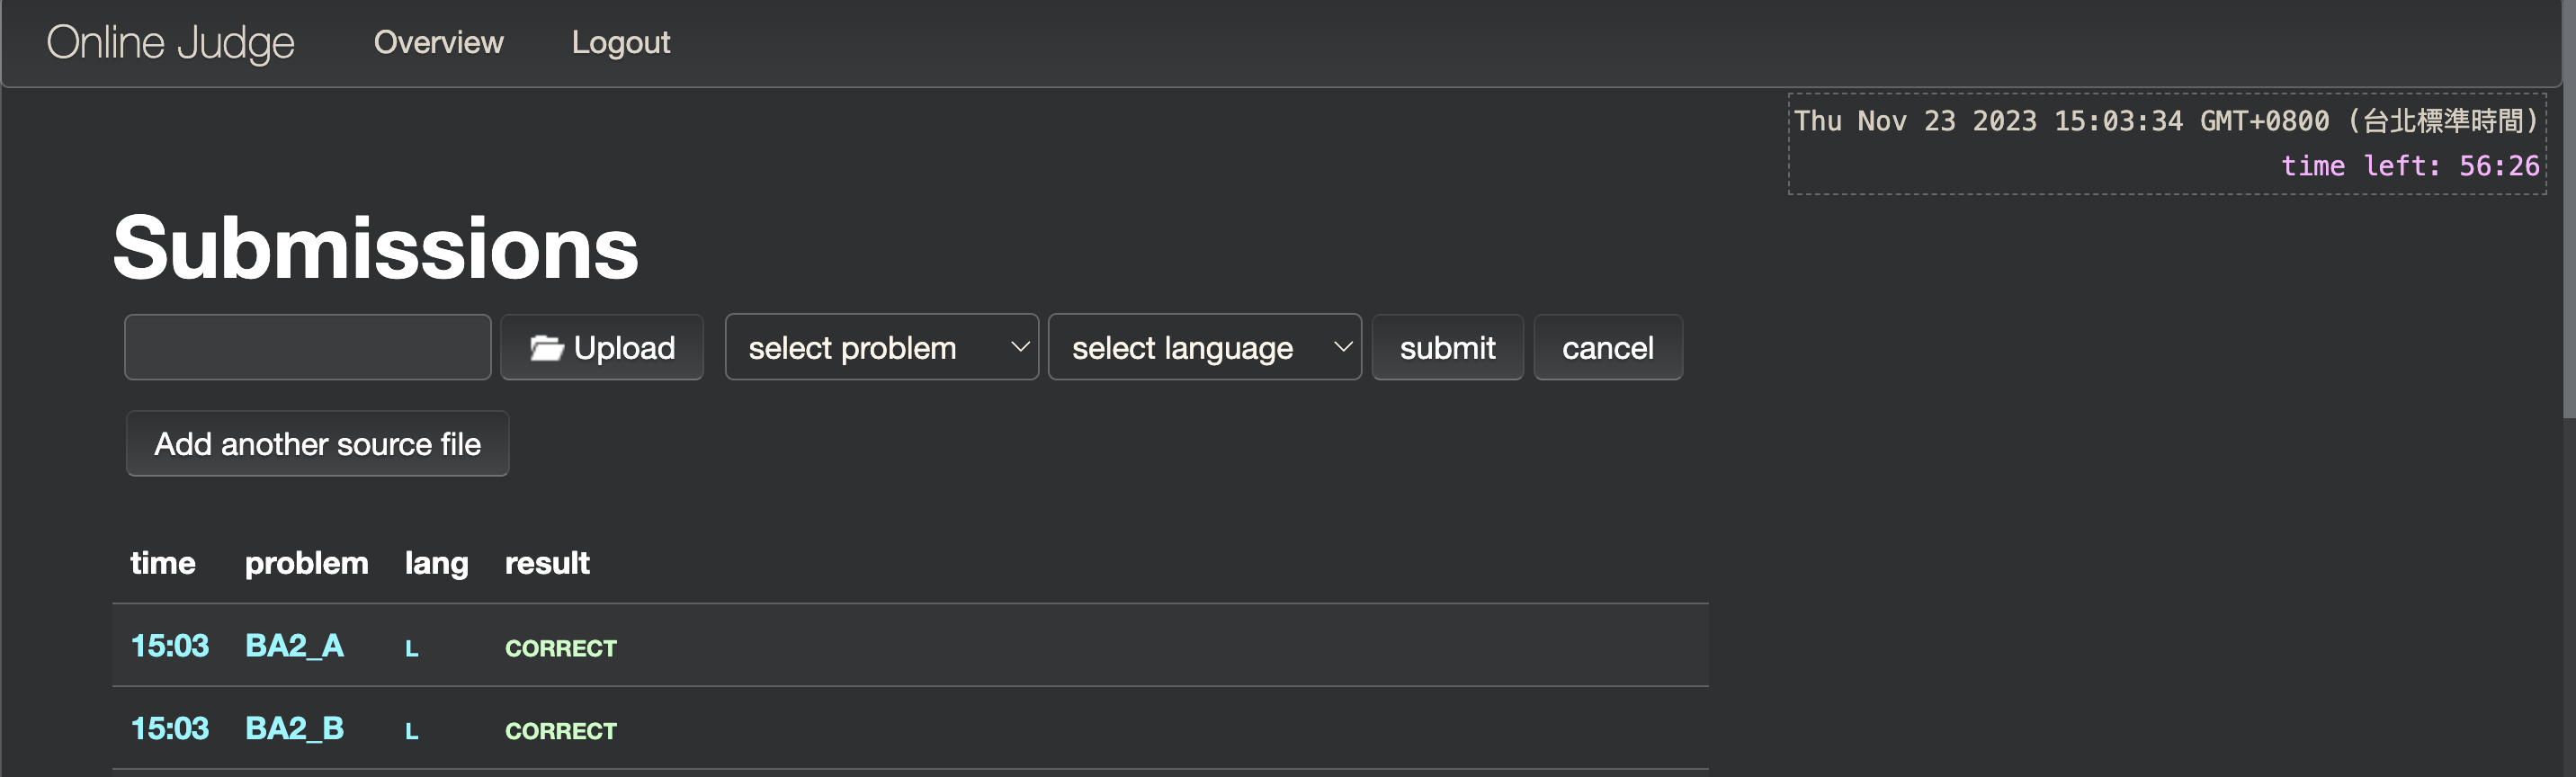 Online Judge Overview Logout
Thu Nov 23 2023 15:03:34 GMT+0800 (台北標準時間)
time left: 56:26
Submissions
Upload select problem select language submit cancel
Add another source file
time problem lang result
15:03 BA2_A L CORRECT
15:03 BA2_B L CORRECT